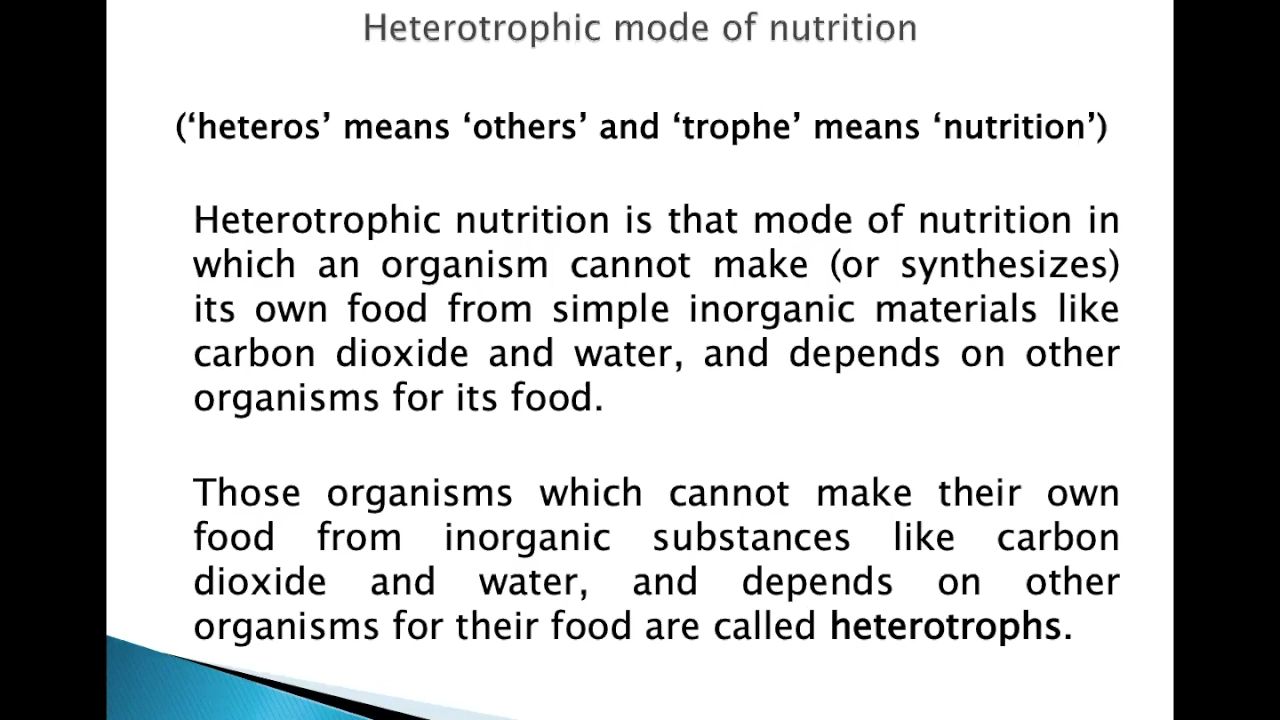 Heterotrophic mode of nutrition
(‘heteros’ means ‘others’ and ‘trophe’ means ‘nutrition’)
Heterotrophic nutrition is that mode of nutrition in
which an organism cannot make (or synthesizes)
its own food from simple inorganic materials like
carbon dioxide and water, and depends on other
organisms for its food.
Those organisms which cannot make their own
food from inorganic substances like carbon
dioxide and water, and depends on other
organisms for their food are called heterotrophs.